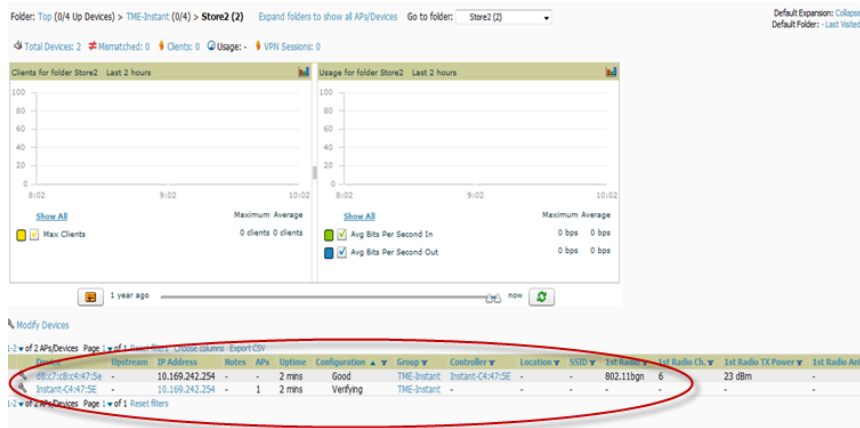 Folder: Top (0/4 Up Devices) > TME-Instant (0/4) > Store2 (2) Expand folders to show all APs/Devices Go to folder: Store2 (2)
Default Expansion: Collapse
Default Folder: - Last Visited
Total Devices: 2 Mismatched: 0 Clients: 0 Usage: - VPN Sessions: 0
Clients for folder Store2 Last 2 hours
100
80
60
40
20
0
8:02 9:02 10:02
Show All Maximum Average
Max Clients 0 clients 0 clients
Usage for folder Store2 Last 2 hours
100
80
60
40
20
0
8:02 9:02 10:02
Show All Maximum Average
Avg Bits Per Second In 0 bps 0 bps
Avg Bits Per Second Out 0 bps 0 bps
1 year ago now
Modify Devices
1-2 of 2 APs/Devices Page 1 of 1 Reset filters Choose columns Export CSV
Device Upstream IP Address Notes APs Uptime Configuration Group Controller Location SSID 1st Radio 1st Radio Ch. 1st Radio TX Power 1st Radio Ant
d8:c7:c8:c4:47:5e - 10.169.242.254 - - 2 mins Good TME-Instant Instant-C4:47:5E - - 802.11bgn 6 23 dBm -
Instant-C4:47:5E - 10.169.242.254 - 1 2 mins Verifying TME-Instant - - - - - - -
1-2 of 2 APs/Devices Page 1 of 1 Reset filters